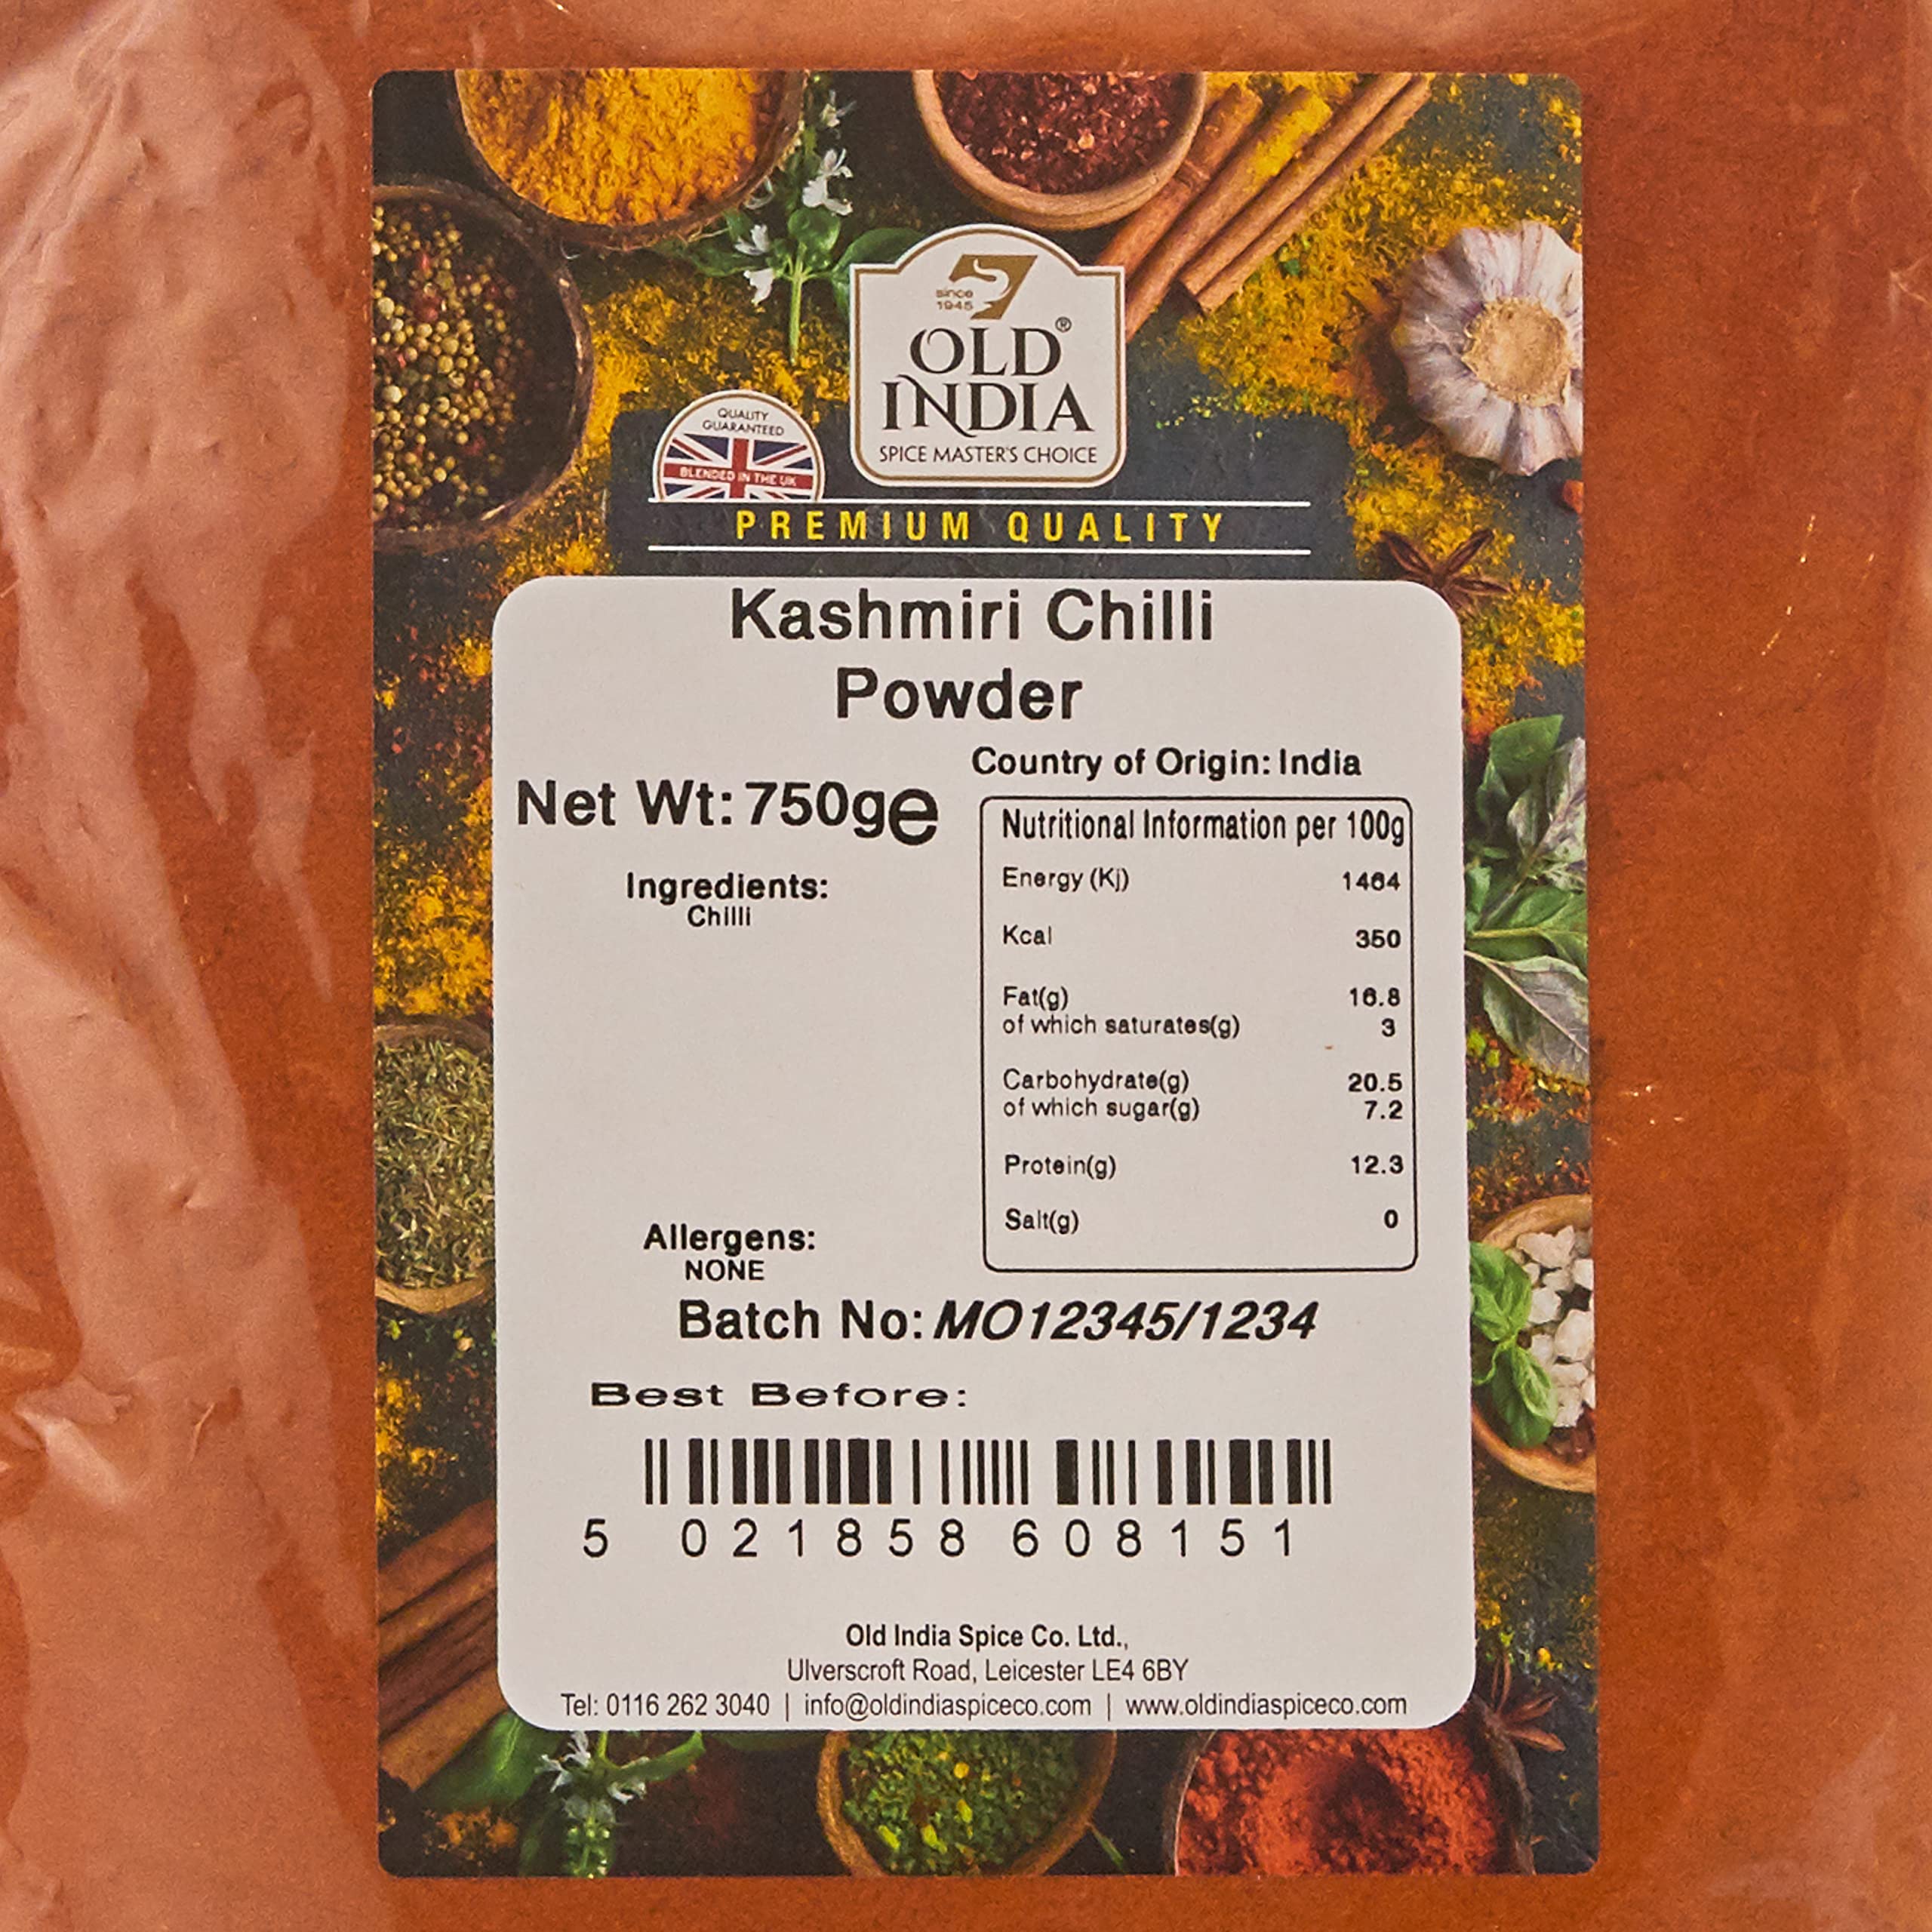 since
1945
OLD®
INDIA
SPICE MASTER'S CHOICE
QUALITY
GUARANTEED
BLENDED IN THE UK
PREMIUM QUALITY
Kashmiri Chilli
Powder
Country of Origin: India
Net Wt: 750g℮
Ingredients:
Chilli
Nutritional Information per 100g
Energy (Kj) 1464
Kcal 350
Fat(g) 16.8
of which saturates(g) 3
Carbohydrate(g) 20.5
of which sugar(g) 7.2
Protein(g) 12.3
Salt(g) 0
Allergens:
NONE
Batch No: MO12345/1234
Best Before:
5 021858 608151
Old India Spice Co. Ltd.,
Ulverscroft Road, Leicester LE4 6BY
Tel: 0116 262 3040 | info@oldindiaspiceco.com | www.oldindiaspiceco.com